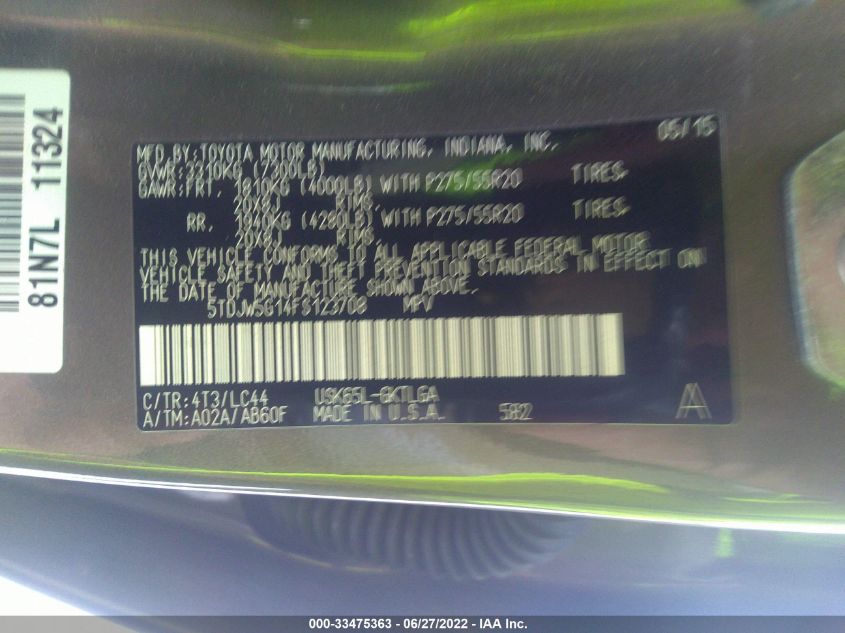 81N7L 11324
05/15
MFD.BY:TOYOTA MOTOR MANUFACTURING, INDIANA, INC.
GVWR:3310KG (7300LB)
GAWR:FRT. 1810KG (4000LB) WITH P275/55R20 TIRES,
20X8J RIMS,
RR. 1940KG (4280LB) WITH P275/55R20 TIRES,
20X8J RIMS,
THIS VEHICLE CONFORMS TO ALL APPLICABLE FEDERAL MOTOR
VEHICLE SAFETY AND THEFT PREVENTION STANDARDS IN EFFECT ON
THE DATE OF MANUFACTURE SHOWN ABOVE.
5TDJW5G14FS123708 MPV
C/TR:4T3/LC44 USK65L-GKTLGA
A/TM:A02A/AB60F MADE IN U.S.A. 582
000-33475363 - 06/27/2022 - IAA Inc.